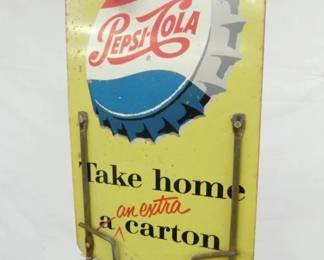 PEPSI-COLA
Take home
an extra
a carton